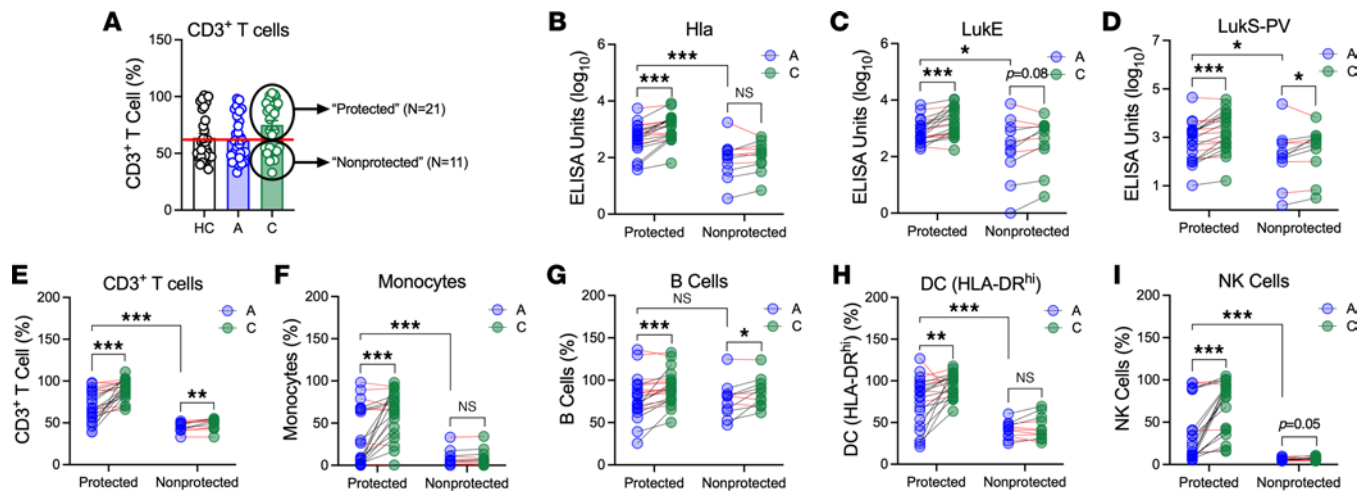 A
CD3⁺ T cells
CD3⁺ T Cell (%)
150
100
50
0
HC
A
C
“Protected” (N=21)
“Nonprotected” (N=11)
B
Hla
ELISA Units (log₁₀)
6
4
2
0
***
***
NS
A
C
Protected
Nonprotected
C
LukE
ELISA Units (log₁₀)
6
4
2
0
*
***
p=0.08
A
C
Protected
Nonprotected
D
LukS-PV
ELISA Units (log₁₀)
7
5
3
1
*
***
*
A
C
Protected
Nonprotected
E
CD3⁺ T cells
CD3⁺ T Cell (%)
200
150
100
50
0
***
***
**
A
C
Protected
Nonprotected
F
Monocytes
Monocytes (%)
200
150
100
50
0
***
***
NS
A
C
Protected
Nonprotected
G
B Cells
B Cells (%)
200
150
100
50
0
NS
***
*
A
C
Protected
Nonprotected
H
DC (HLA-DRʰⁱ)
DC (HLA-DRʰⁱ) (%)
200
150
100
50
0
***
**
NS
A
C
Protected
Nonprotected
I
NK Cells
NK Cells (%)
200
150
100
50
0
***
***
p=0.05
A
C
Protected
Nonprotected